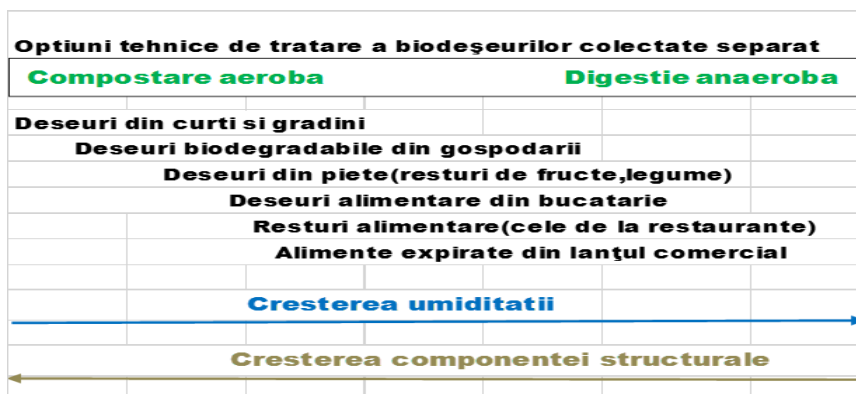 Optiuni tehnice de tratare a biodeşeurilor colectate separat
Compostare aeroba Digestie anaeroba
Deseuri din curti si gradini
Deseuri biodegradabile din gospodarii
Deseuri din piete(resturi de fructe,legume)
Deseuri alimentare din bucatarie
Resturi alimentare(cele de la restaurante)
Alimente expirate din lanţul comercial
Cresterea umiditatii
Cresterea componentei structurale